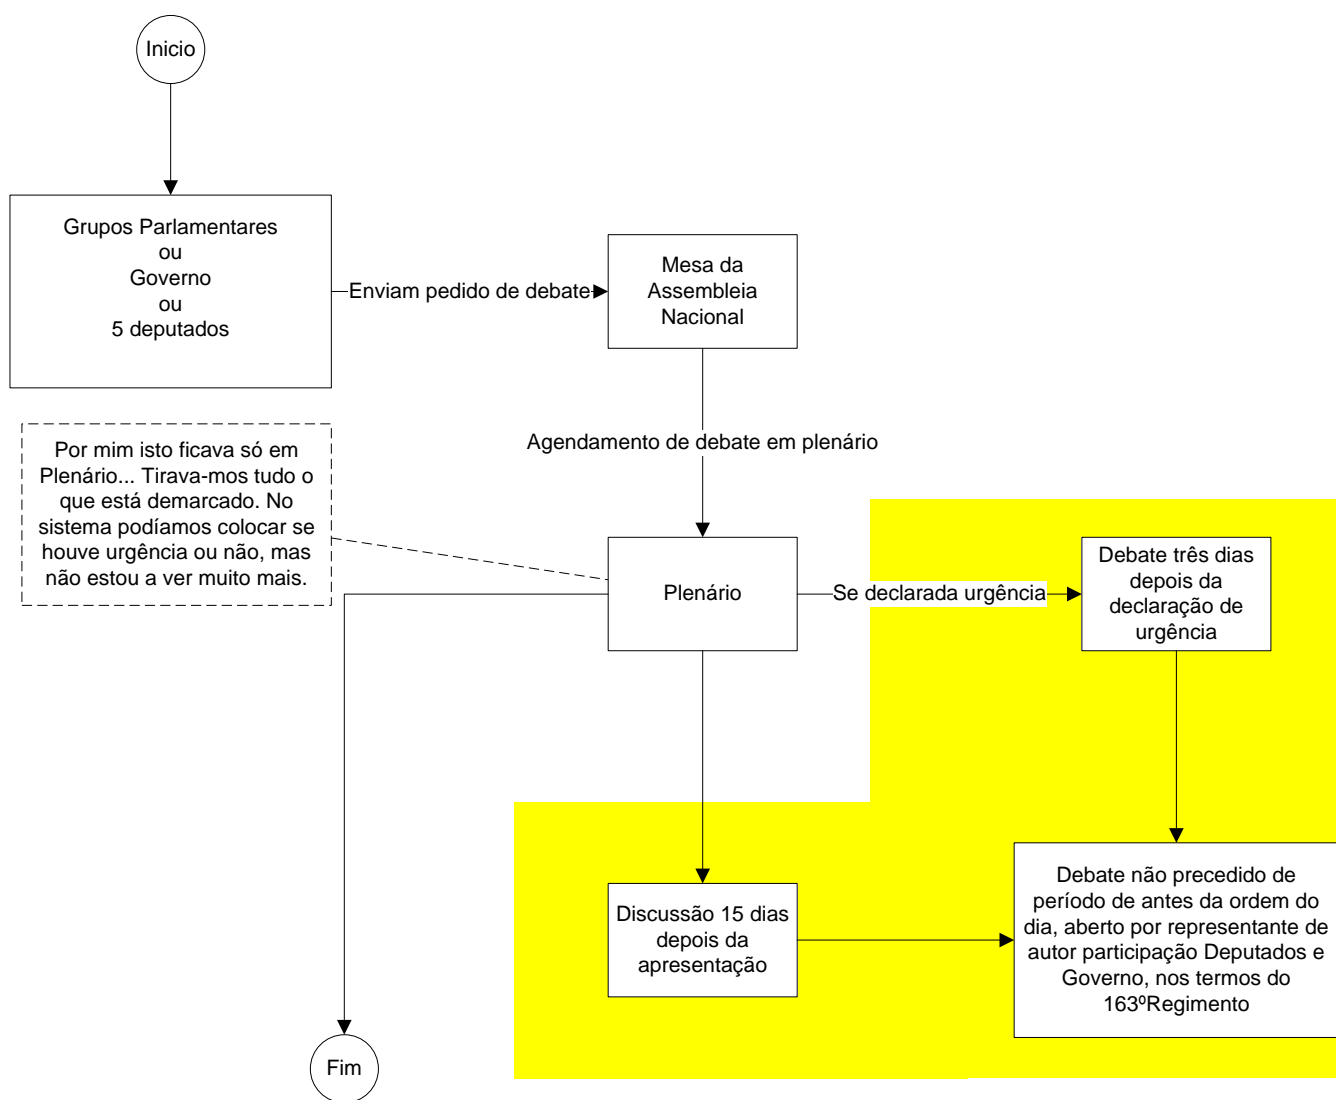 Inicio
Grupos Parlamentares
ou
Governo
ou
5 deputados
Enviam pedido de debate
Mesa da
Assembleia
Nacional
Agendamento de debate em plenário
Por mim isto ficava só em
Plenário... Tirava-mos tudo o
que está demarcado. No
sistema podíamos colocar se
houve urgência ou não, mas
não estou a ver muito mais.
Plenário
Se declarada urgência
Debate três dias
depois da
declaração de
urgência
Discussão 15 dias
depois da
apresentação
Debate não precedido de
período de antes da ordem do
dia, aberto por representante de
autor participação Deputados e
Governo, nos termos do
163ºRegimento
Fim